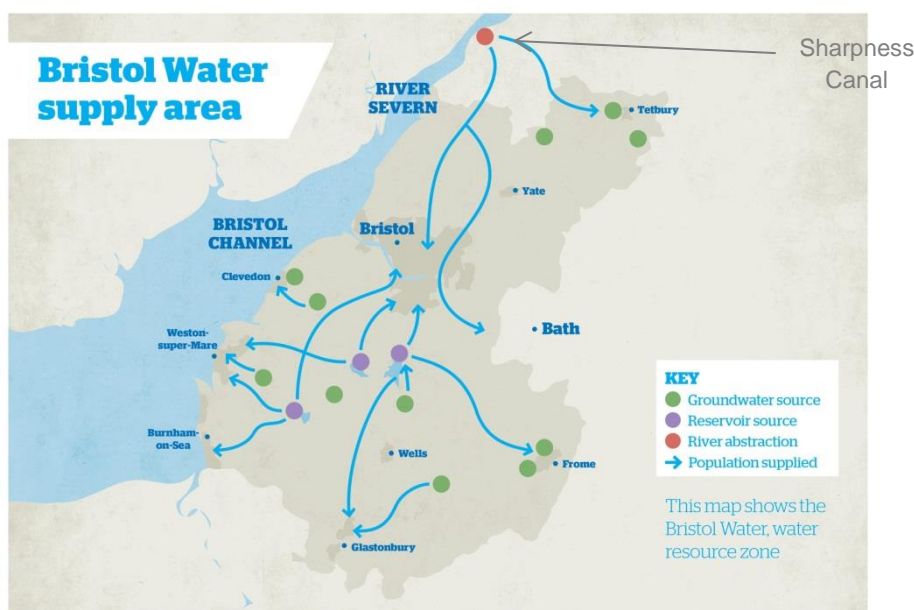 Bristol Water
supply area
Sharpness
Canal
RIVER
SEVERN
Tetbury
Yate
BRISTOL
CHANNEL
Bristol
Clevedon
Weston-
super-Mare
Bath
Burnham-
on-Sea
Wells
Frome
Glastonbury
KEY
Groundwater source
Reservoir source
River abstraction
Population supplied
This map shows the
Bristol Water, water
resource zone